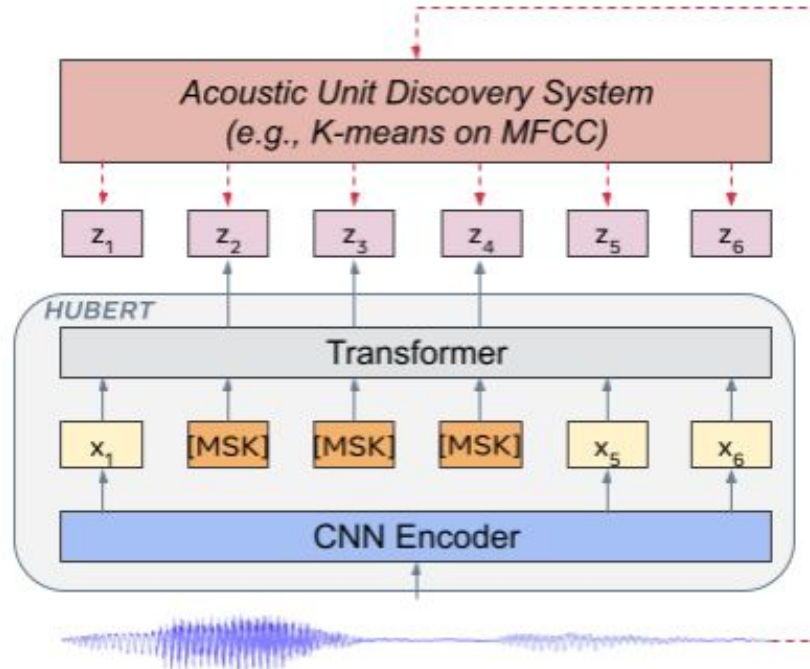 Acoustic Unit Discovery System
(e.g., K-means on MFCC)
z₁ z₂ z₃ z₄ z₅ z₆
HUBERT
Transformer
x₁ [MSK] [MSK] [MSK] x₅ x₆
CNN Encoder